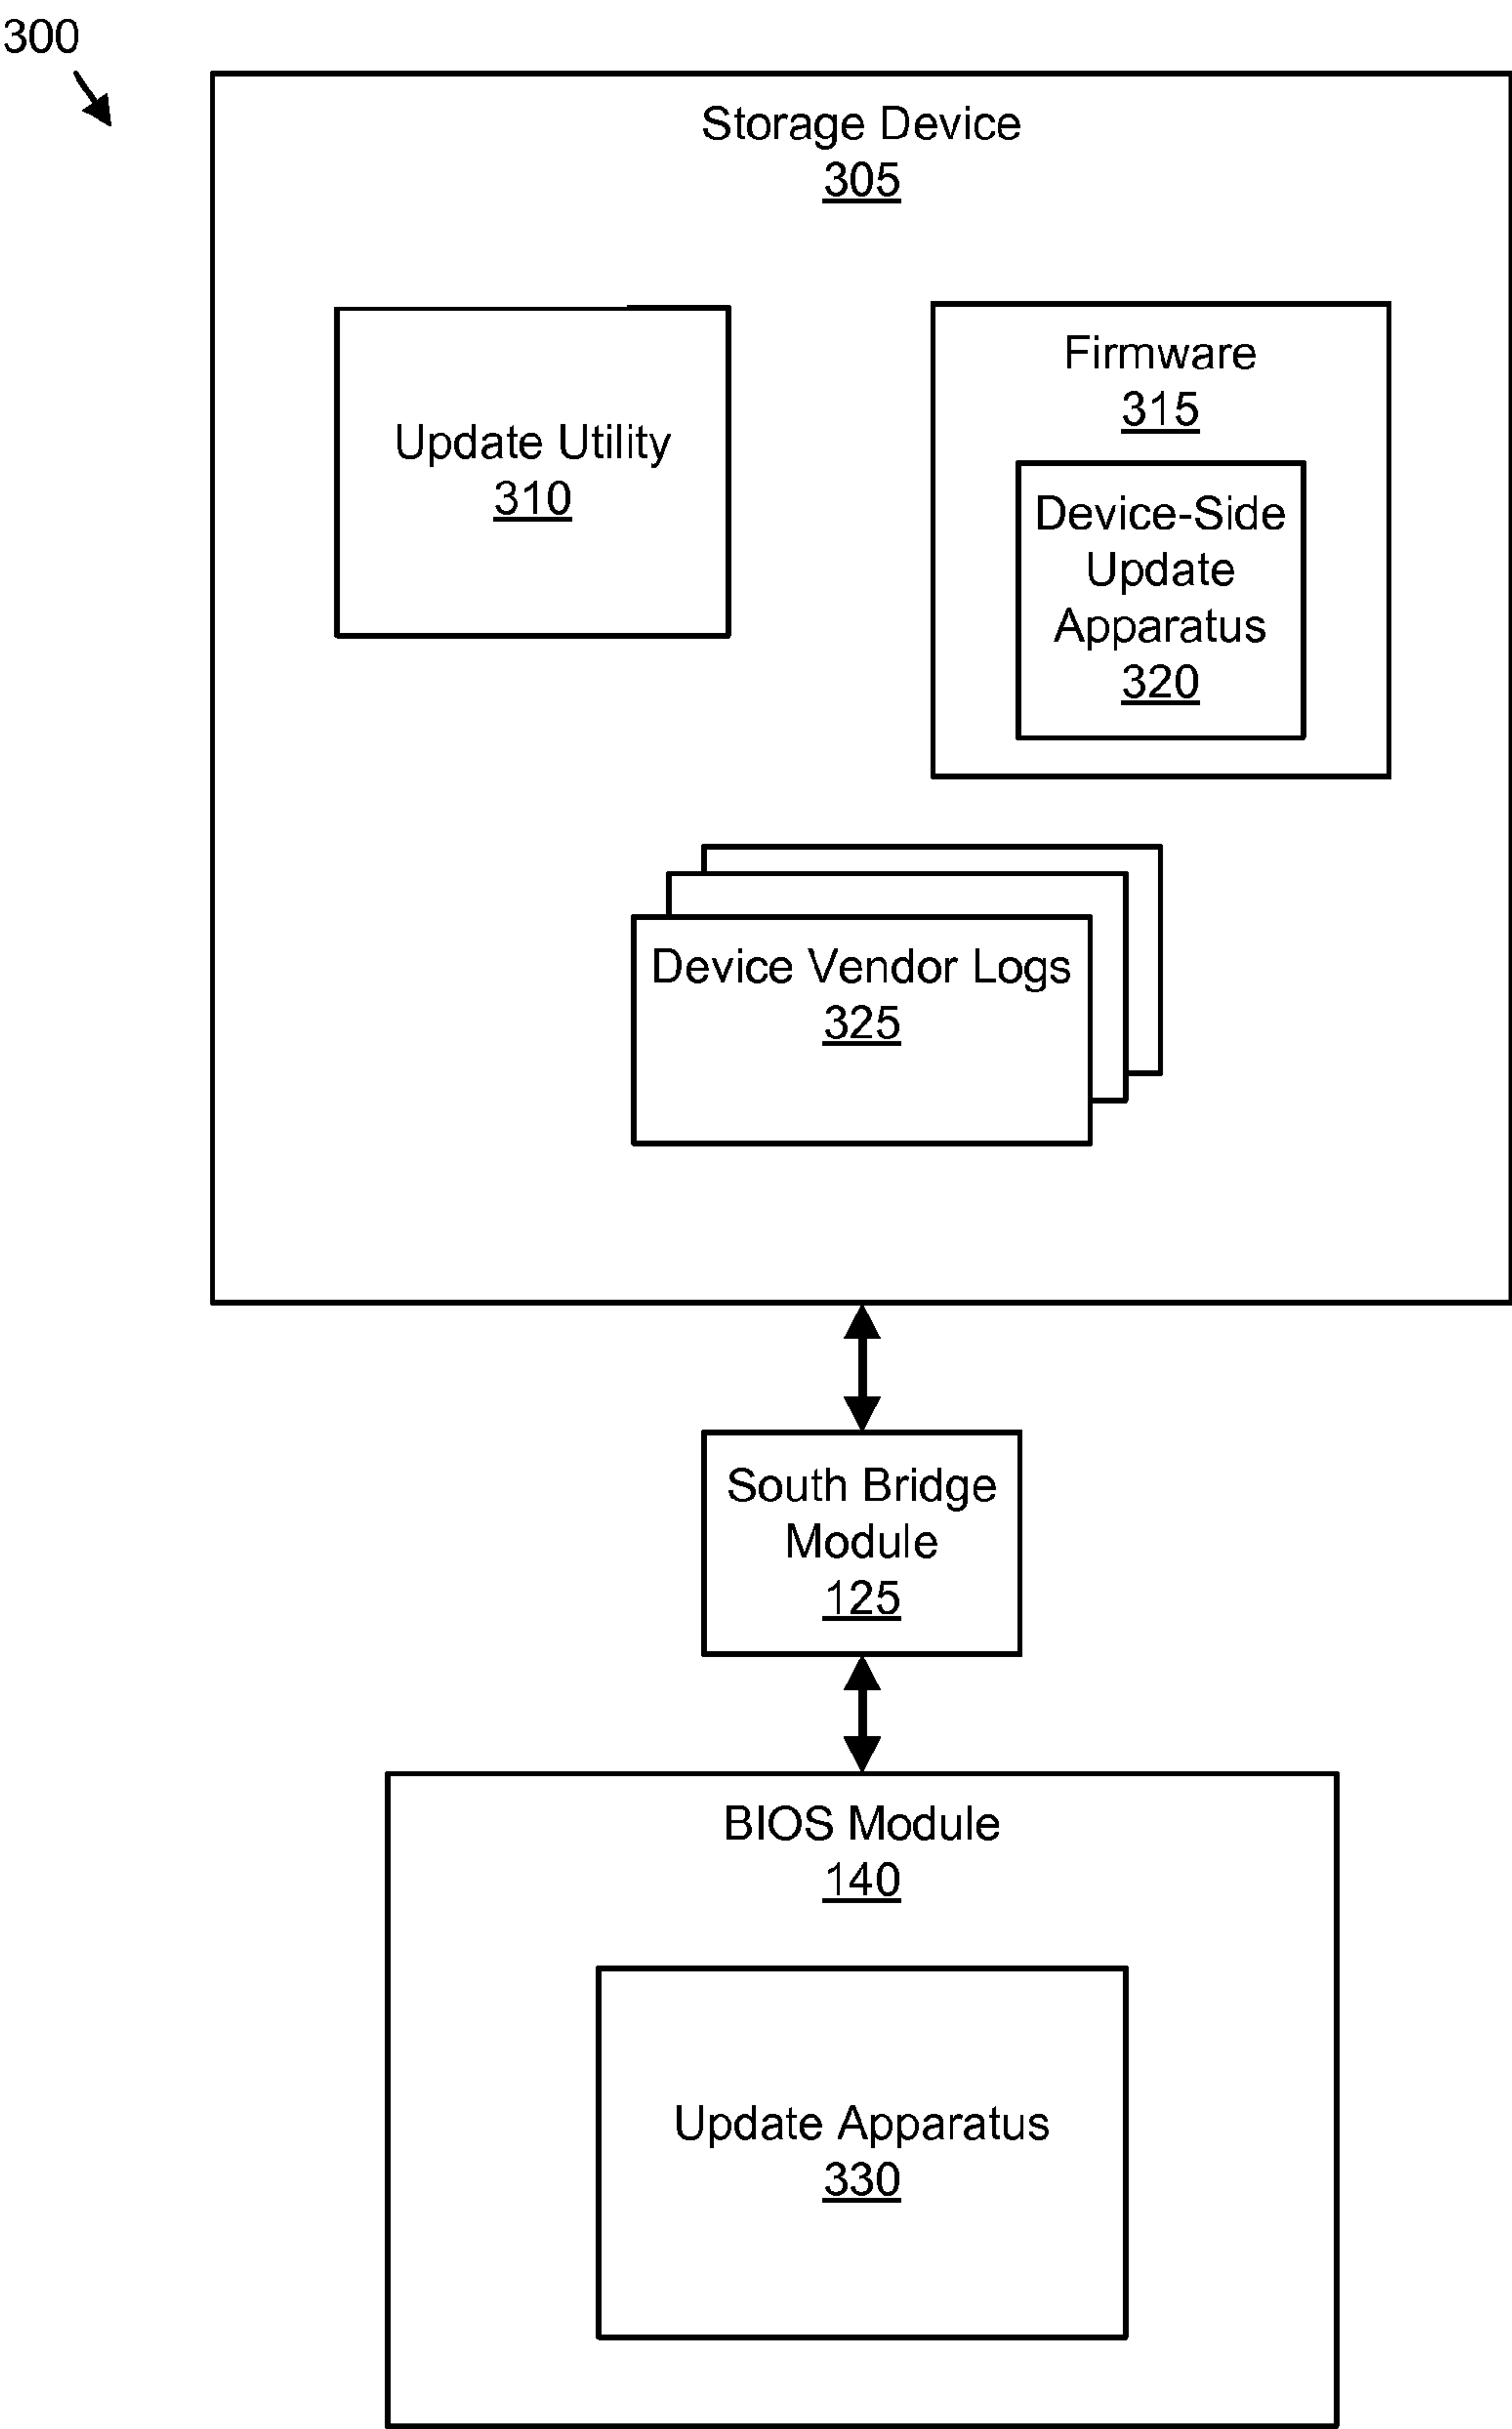 300
Storage Device
305
Update Utility
310
Firmware
315
Device-Side
Update
Apparatus
320
Device Vendor Logs
325
South Bridge
Module
125
BIOS Module
140
Update Apparatus
330